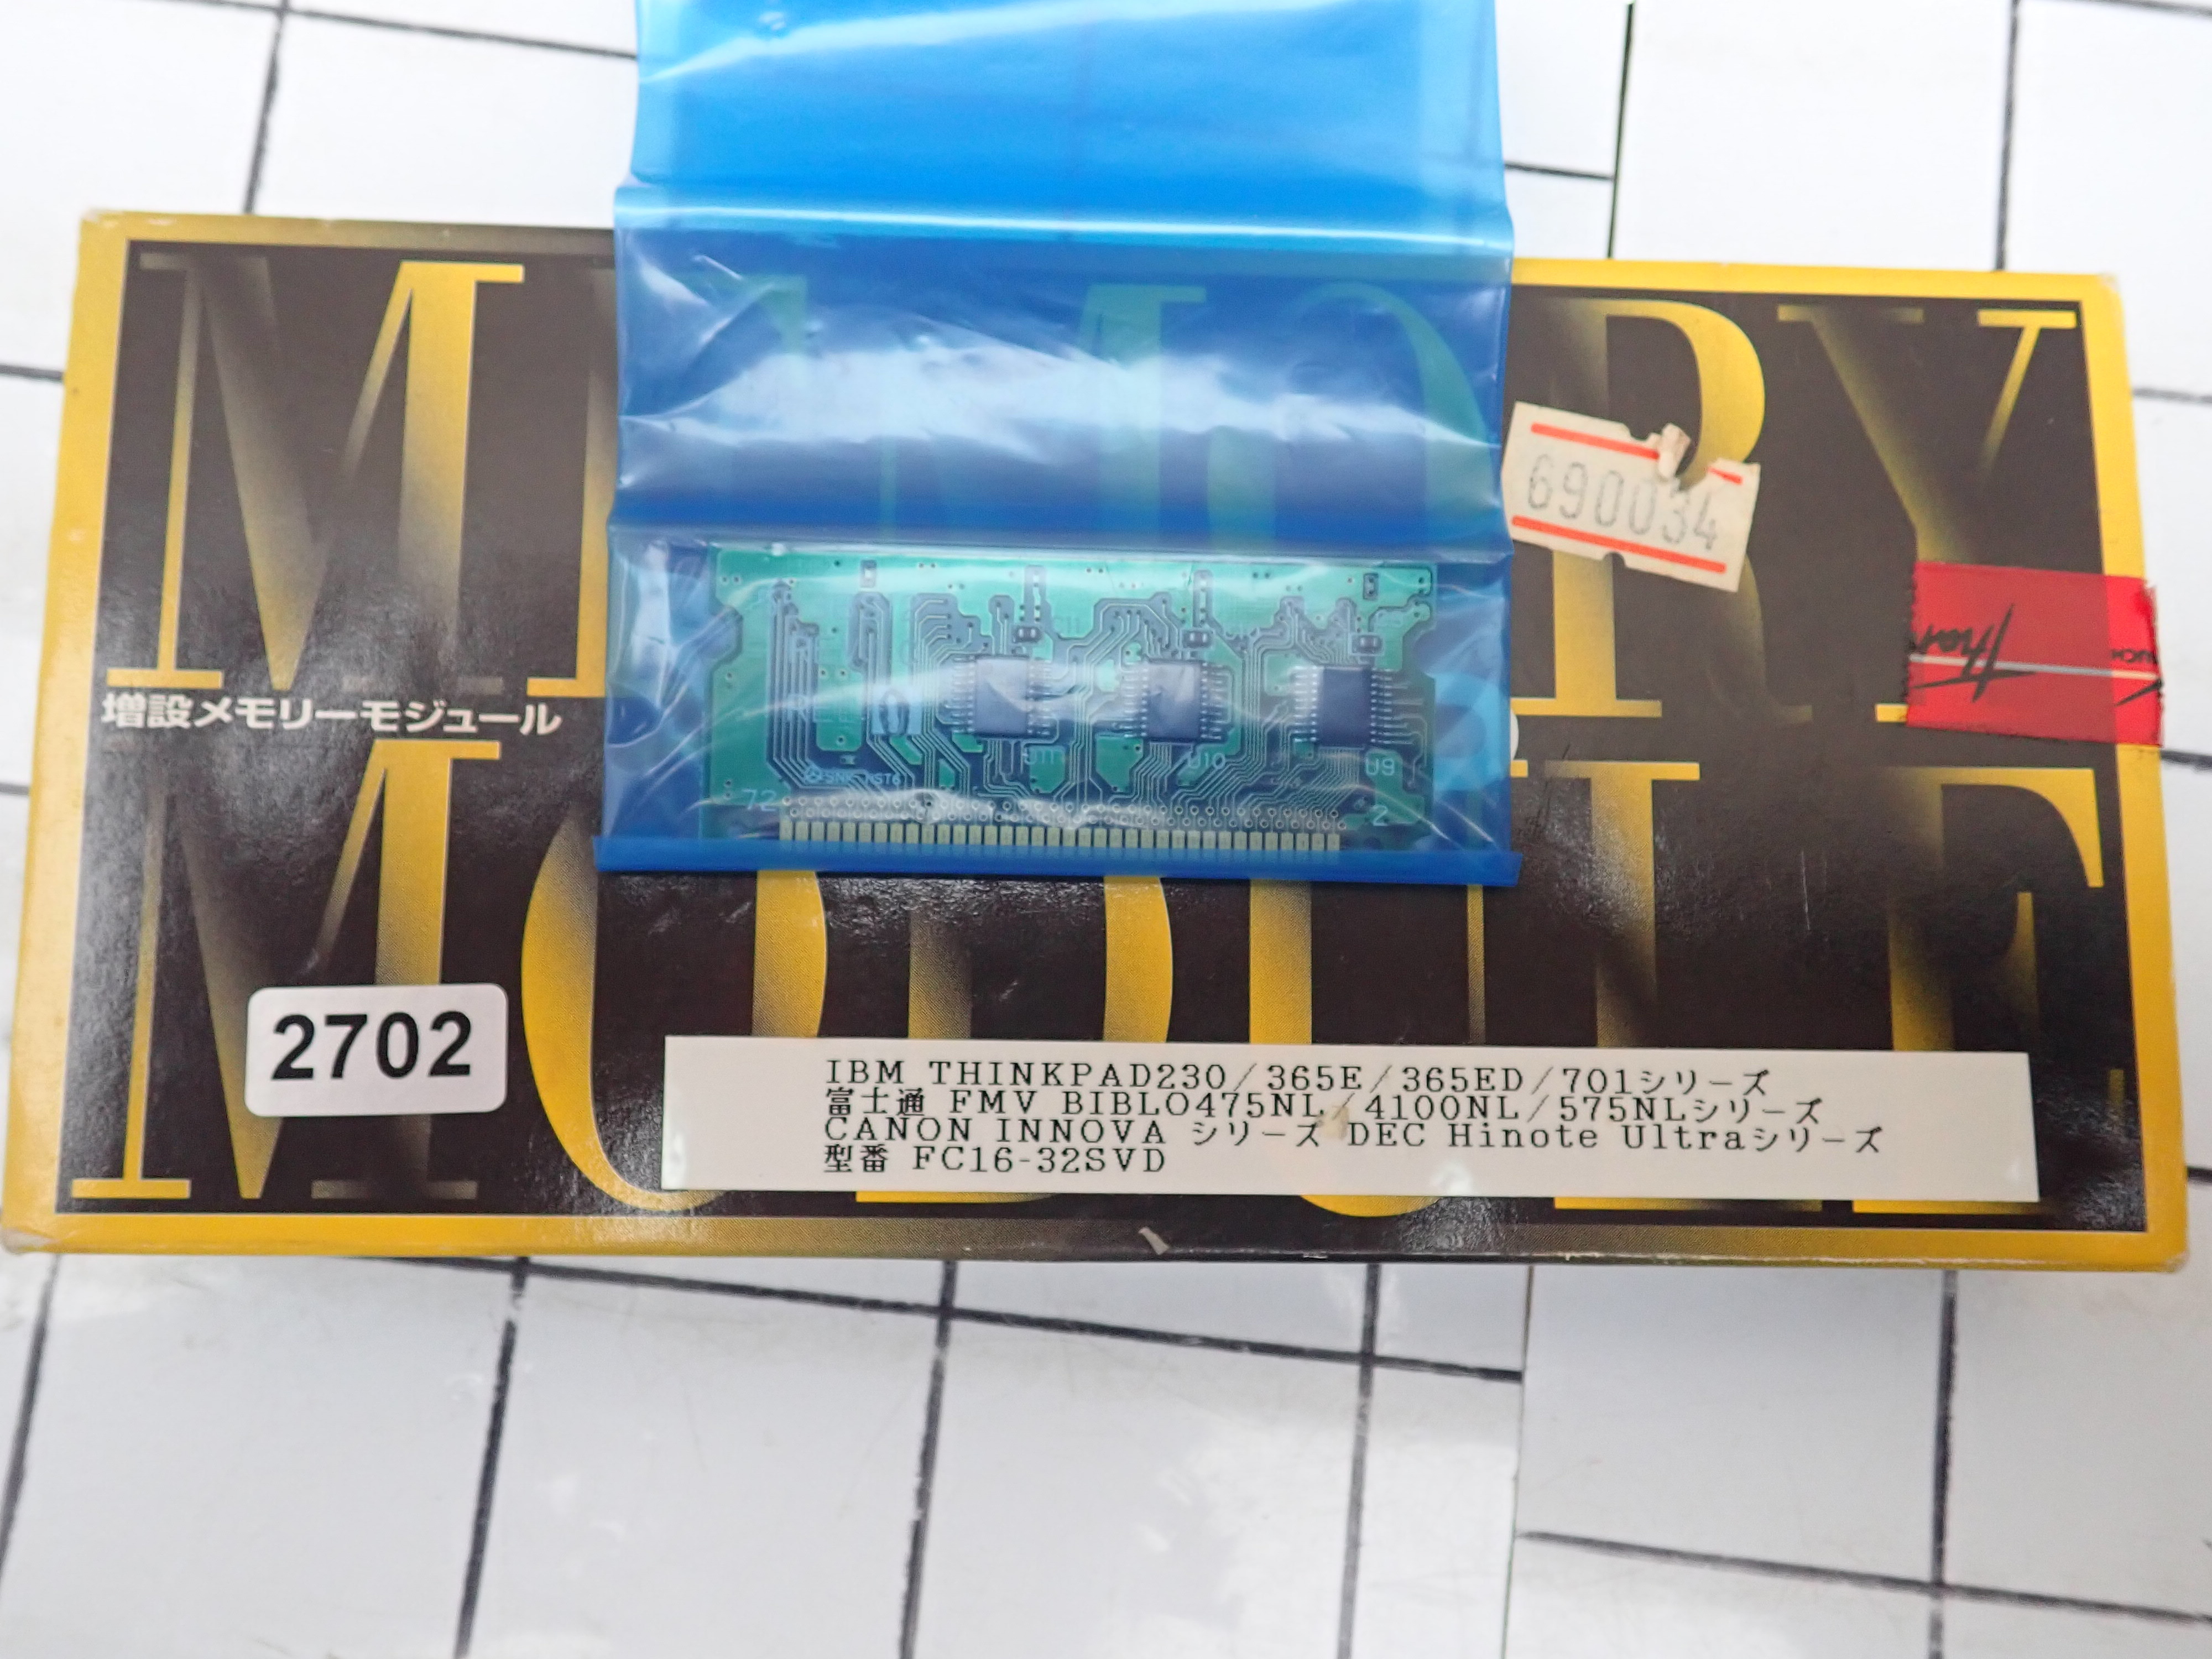 MEMORY
690034
増設メモリーモジュール
U11 U10 U9
72 2
MODULE
2702
IBM THINKPAD230/365E/365ED/701シリーズ
富士通 FMV BIBLO475NL/4100NL/575NLシリーズ
CANON INNOVA シリーズ DEC Hinote Ultraシリーズ
型番 FC16-32SVD